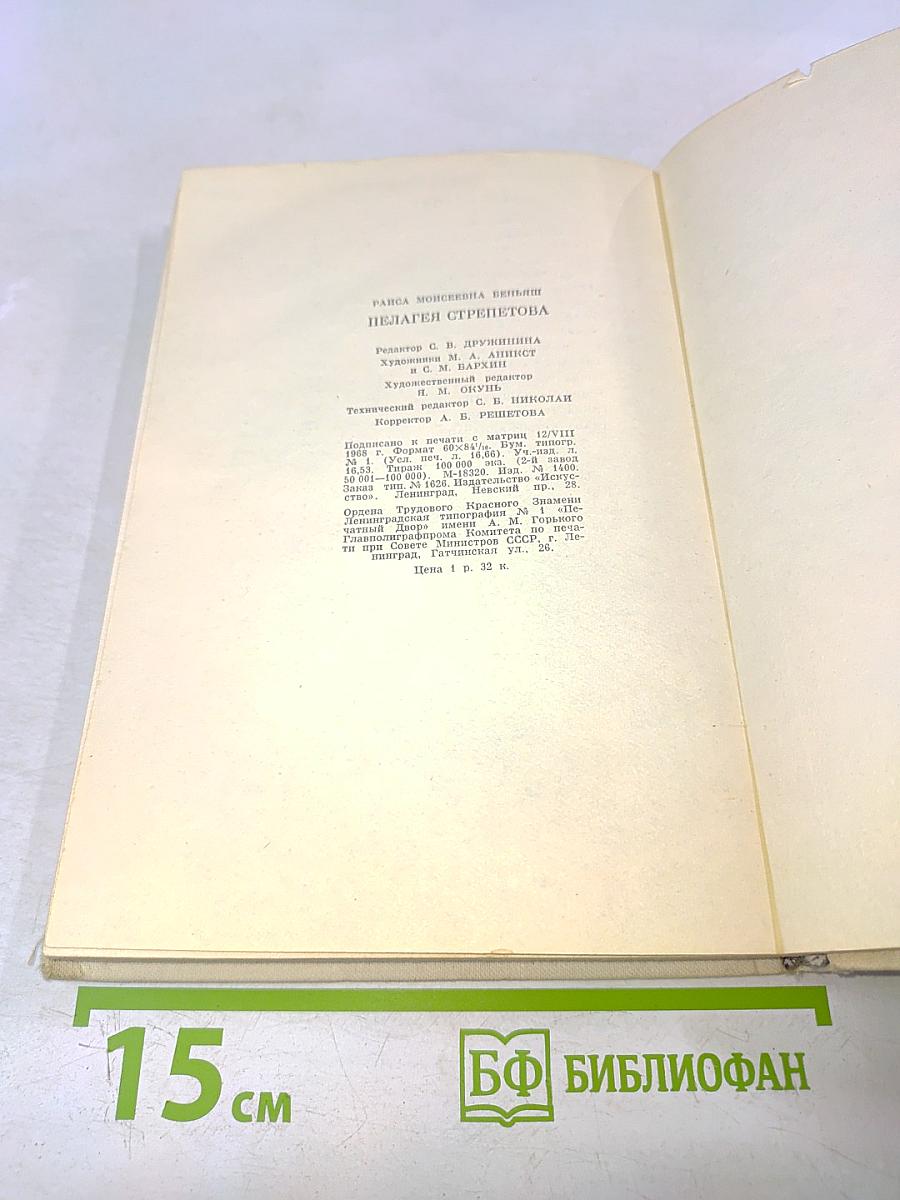 РАИСА МОИСЕЕВНА БЕНЬЯШ
ПЕЛАГЕЯ СТРЕПЕТОВА
Редактор С. В. ДРУЖИНИНА
Художники М. А. АНИКСТ
и С. М. БАРХИН
Художественный редактор
Я. М. ОКУНЬ
Технический редактор С. Б. НИКОЛАИ
Корректор А. Б. РЕШЕТОВА
Подписано к печати с матриц 12/VIII
1968 г. Формат 60×84¹/₁₆. Бум. типогр.
№ 1. (Усл. печ. л. 16,66). Уч.-изд. л.
16,53. Тираж 100 000 экз. (2-й завод
50 001—100 000). М-18320. Изд. № 1400.
Заказ тип. № 1626. Издательство «Искус-
ство». Ленинград, Невский пр., 28.
Ордена Трудового Красного Знамени
Ленинградская типография № 1 «Пе-
чатный Двор» имени А. М. Горького
Главполиграфпрома Комитета по печа-
ти при Совете Министров СССР, г. Ле-
нинград, Гатчинская ул., 26.
Цена 1 р. 32 к.
15 см
БФ БИБЛИОФАН